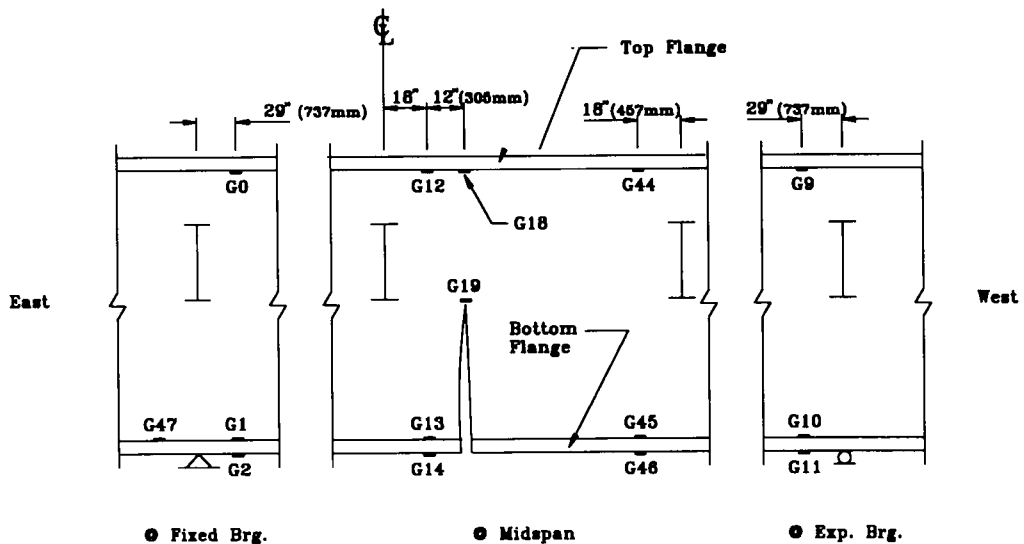 ℄
Top Flange
29" (737mm)
18"
12" (305mm)
18" (457mm)
29" (737mm)
G0
G12
G44
G9
G18
East
G19
West
Bottom
Flange
G47
G1
G13
G45
G10
G2
G14
G46
G11
@ Fixed Brg.
@ Midspan
@ Exp. Brg.